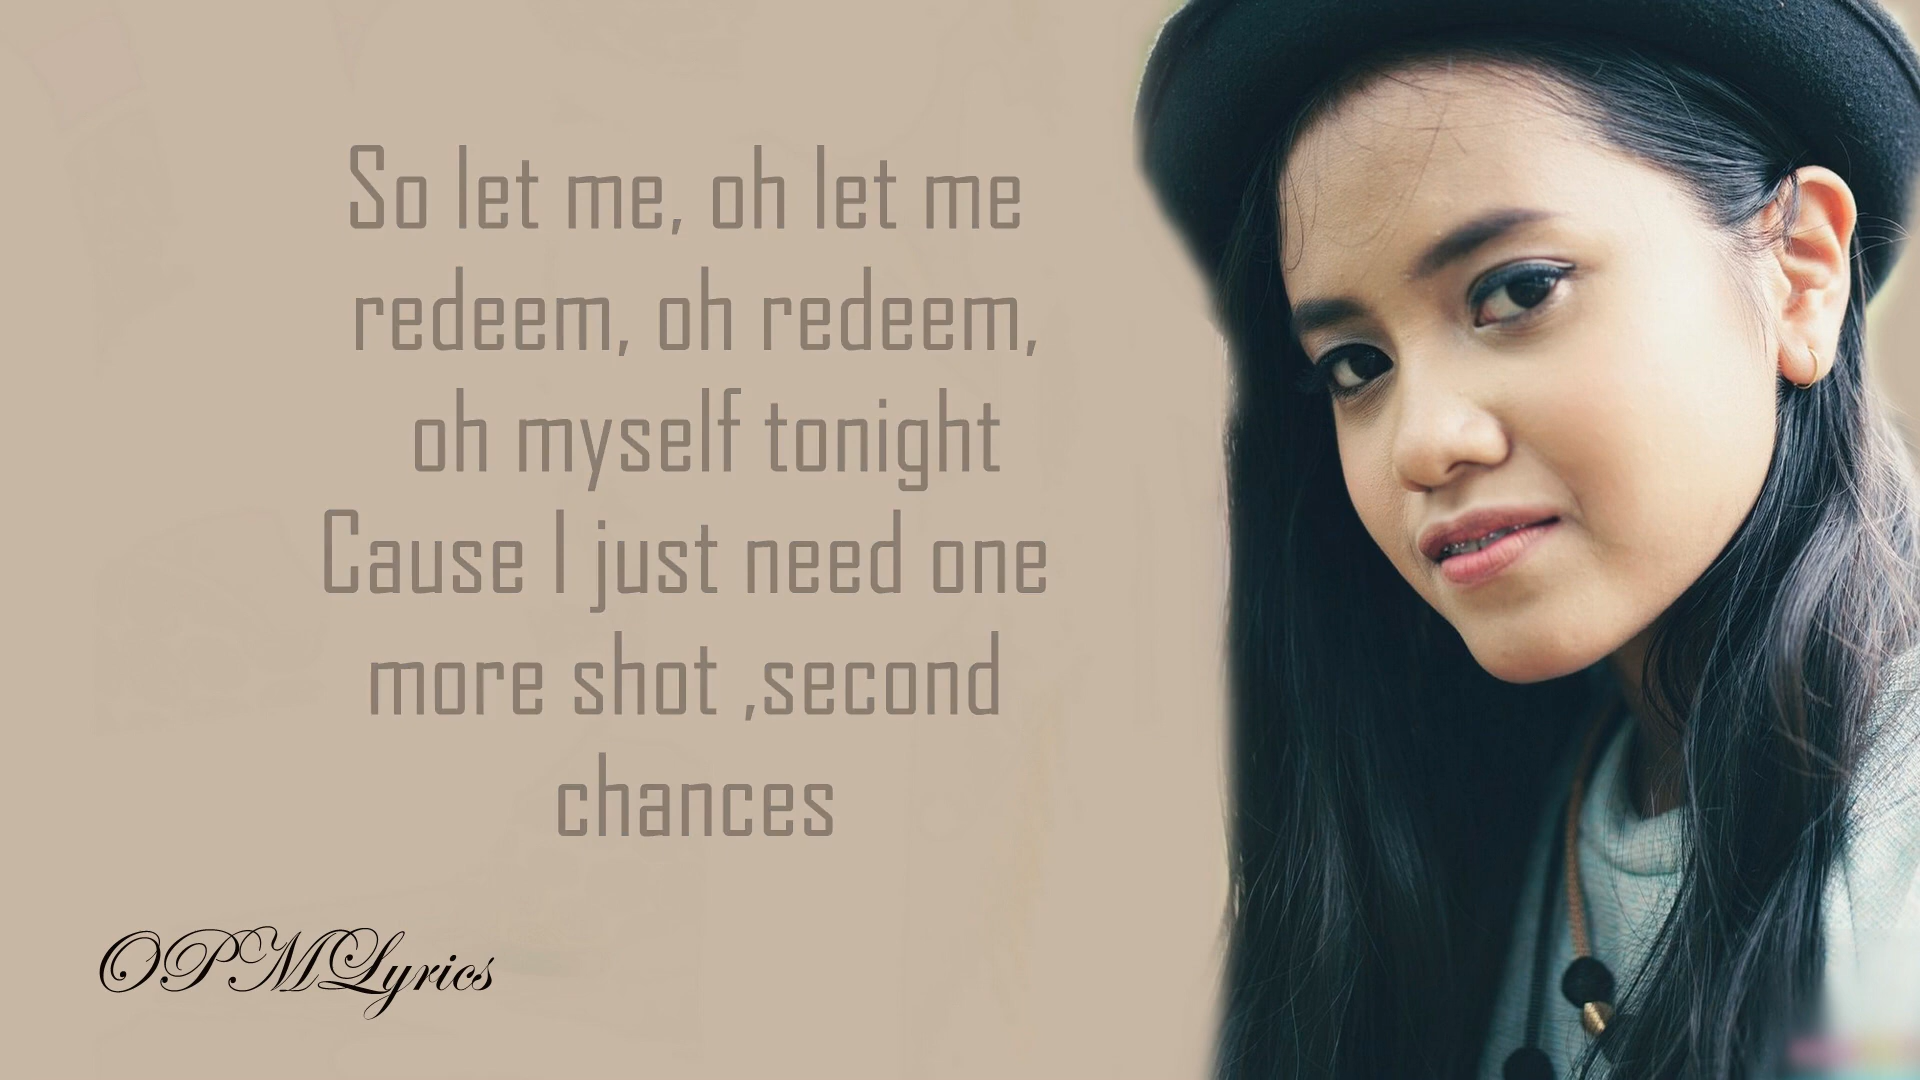 So let me, oh let me
redeem, oh redeem,
oh myself tonight
Cause I just need one
more shot ,second
chances
OPMLyrics